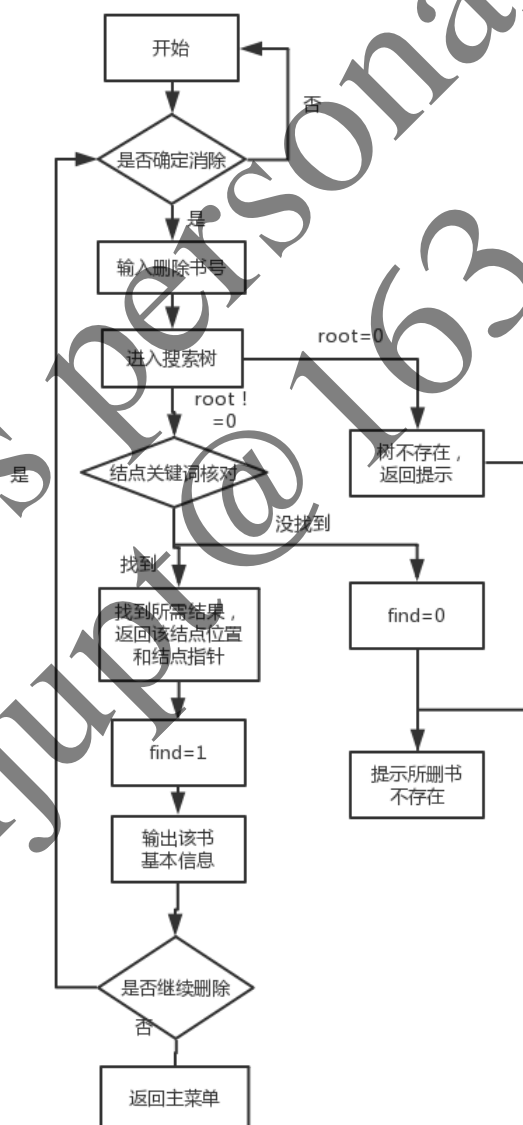 开始
否
是否确定消除
是
输入删除书号
root=0
进入搜索树
root！
=0
树不存在，
返回提示
是
结点关键词核对
没找到
找到
找到所需结果，
返回该结点位置
和结点指针
find=0
find=1
提示所删书
不存在
输出该书
基本信息
是否继续删除
否
返回主菜单
s persona
jupt@163